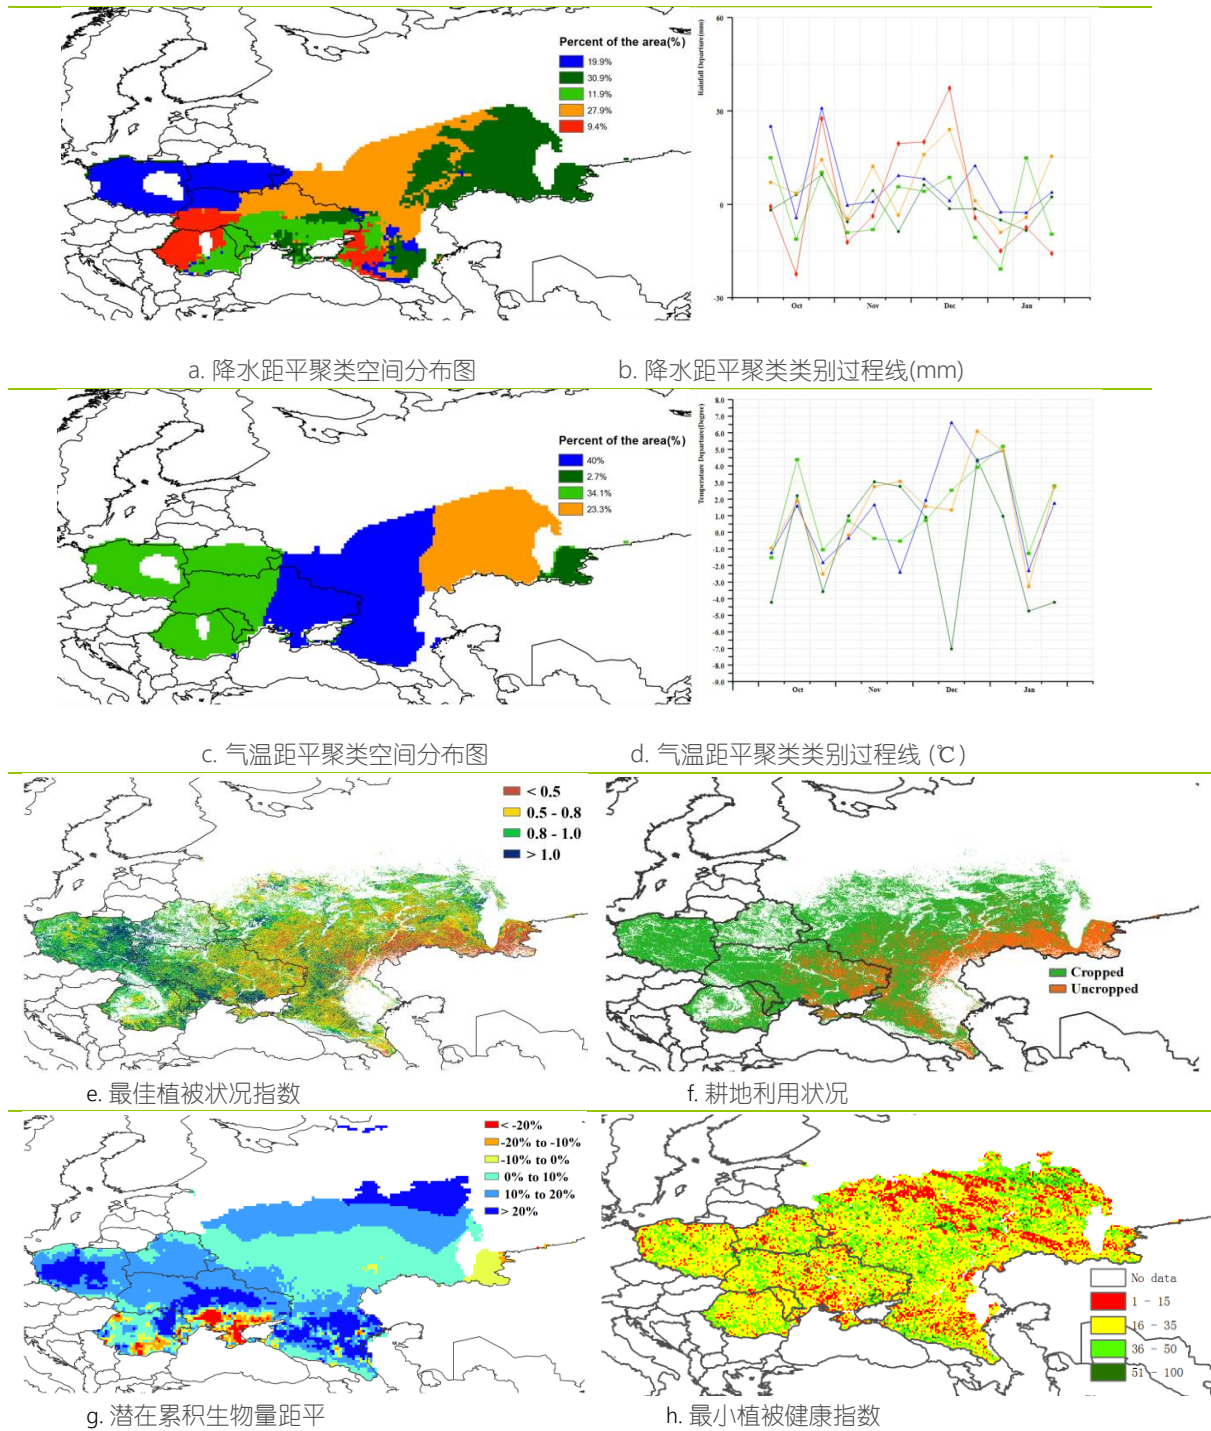 Percent of the area(%)
19.9%
30.9%
11.9%
27.9%
9.4%
Rainfall Departure(mm)
60
30
0
-30
Oct Nov Dec Jan
a. 降水距平聚类空间分布图 b. 降水距平聚类类别过程线(mm)
Percent of the area(%)
40%
2.7%
34.1%
23.3%
Temperature Departure(Degree)
8.0
7.0
6.0
5.0
4.0
3.0
2.0
1.0
0.0
-1.0
-2.0
-3.0
-4.0
-5.0
-6.0
-7.0
-8.0
-9.0
Oct Nov Dec Jan
c. 气温距平聚类空间分布图 d. 气温距平聚类类别过程线 (℃)
< 0.5
0.5 - 0.8
0.8 - 1.0
> 1.0
Cropped
Uncropped
e. 最佳植被状况指数 f. 耕地利用状况
< -20%
-20% to -10%
-10% to 0%
0% to 10%
10% to 20%
> 20%
No data
1 - 15
16 - 35
36 - 50
51 - 100
g. 潜在累积生物量距平 h. 最小植被健康指数